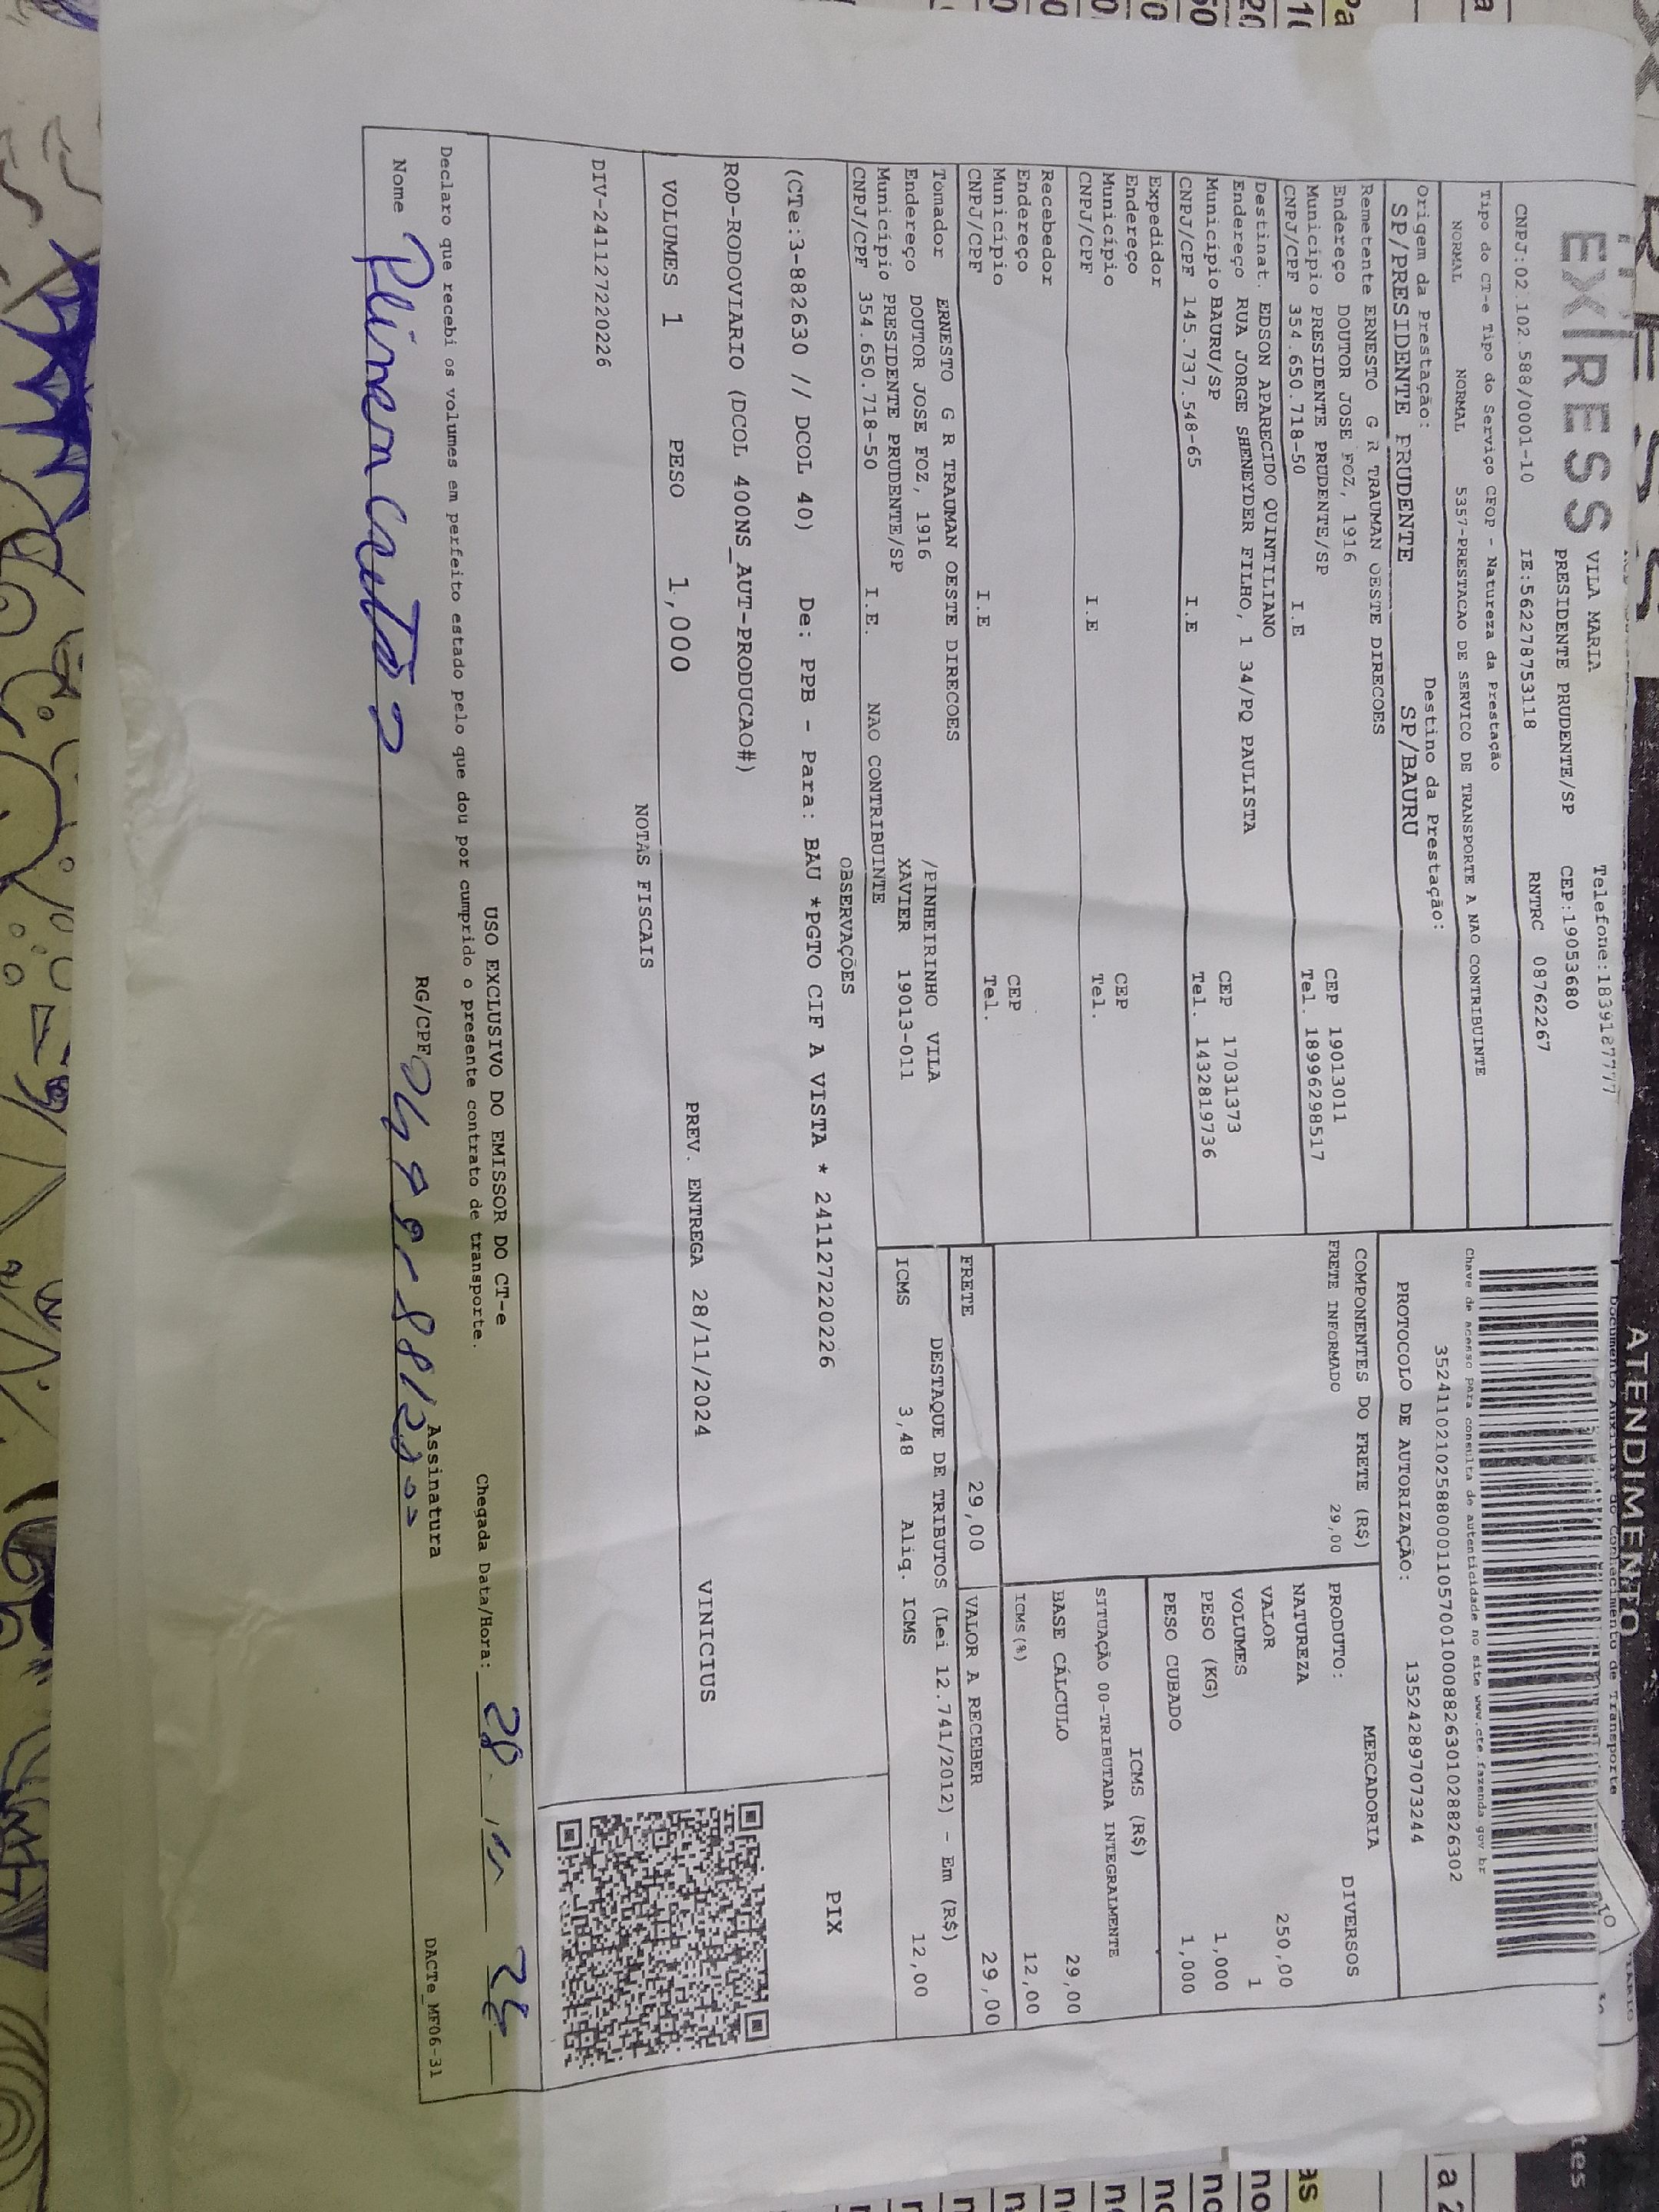 ATENDIMENTO
EXPRESS
VILA MARIA
PRESIDENTE PRUDENTE/SP CEP:19053680
CNPJ:02.102.588/0001-10 IE:562278753118 RNTRC 08762267
Tipo do CT-e Tipo do Serviço CFOP - Natureza da Prestação
NORMAL NORMAL 5357-PRESTACAO DE SERVICO DE TRANSPORTE A NAO CONTRIBUINTE
Origem da Prestação: Destino da Prestação:
SP/PRESIDENTE PRUDENTE SP/BAURU
Remetente ERNESTO G R TRAUMAN OESTE DIRECOES
Endereço DOUTOR JOSE FOZ, 1916 CEP 19013011
Município PRESIDENTE PRUDENTE/SP Tel. 18996298517
CNPJ/CPF 354.650.718-50 I.E
Destinat. EDSON APARECIDO QUINTILIANO
Endereço RUA JORGE SHENEYDER FILHO, 1 34/PQ PAULISTA CEP 17031373
Município BAURU/SP Tel. 143281 9736
CNPJ/CPF 145.737.548-65 I.E
Expedidor
Endereço CEP
Município Tel.
CNPJ/CPF I.E
Recebedor
Endereço CEP
Município Tel.
CNPJ/CPF I.E
Tomador ERNESTO G R TRAUMAN OESTE DIRECOES
Endereço DOUTOR JOSE FOZ, 1916 /PINHEIRINHO VILA
Município PRESIDENTE PRUDENTE/SP XAVIER 19013-011
CNPJ/CPF 354.650.718-50 I.E. NAO CONTRIBUINTE
Documento Auxiliar do Conhecimento de Transporte
Chave de acesso para consulta de autenticidade no site www.cte.fazenda.gov.br
35241102102588000110570010008826301028826302
PROTOCOLO DE AUTORIZAÇÃO: 135242897073244
COMPONENTES DO FRETE (R$)
FRETE INFORMADO 29,00
MERCADORIA
PRODUTO: DIVERSOS
NATUREZA
VALOR 250,00
VOLUMES 1
PESO (KG) 1,000
PESO CUBADO 1,000
ICMS (R$)
SITUAÇÃO 00-TRIBUTADA INTEGRALMENTE
BASE CÁLCULO 29,00
ICMS (%) 12,00
FRETE 29,00 VALOR A RECEBER 29,00
DESTAQUE DE TRIBUTOS (Lei 12.741/2012) - Em (R$)
ICMS 3,48 Aliq. ICMS 12,00
OBSERVAÇÕES
(CTe:3-882630 // DCOL 40) De: PPB - Para: BAU *PGTO CIF A VISTA * 241127220226
ROD-RODOVIARIO (DCOL 400NS_AUT-PRODUCAO#)
PIX
VOLUMES 1 PESO 1,000 PREV. ENTREGA 28/11/2024 VINICIUS
NOTAS FISCAIS
DIV-241127220226
USO EXCLUSIVO DO EMISSOR DO CT-e
Declaro que recebi os volumes em perfeito estado pelo que dou por cumprido o presente contrato de transporte. Chegada Data/Hora: 28 11 24
Nome RG/CPF Assinatura
DACTe_MF06-31